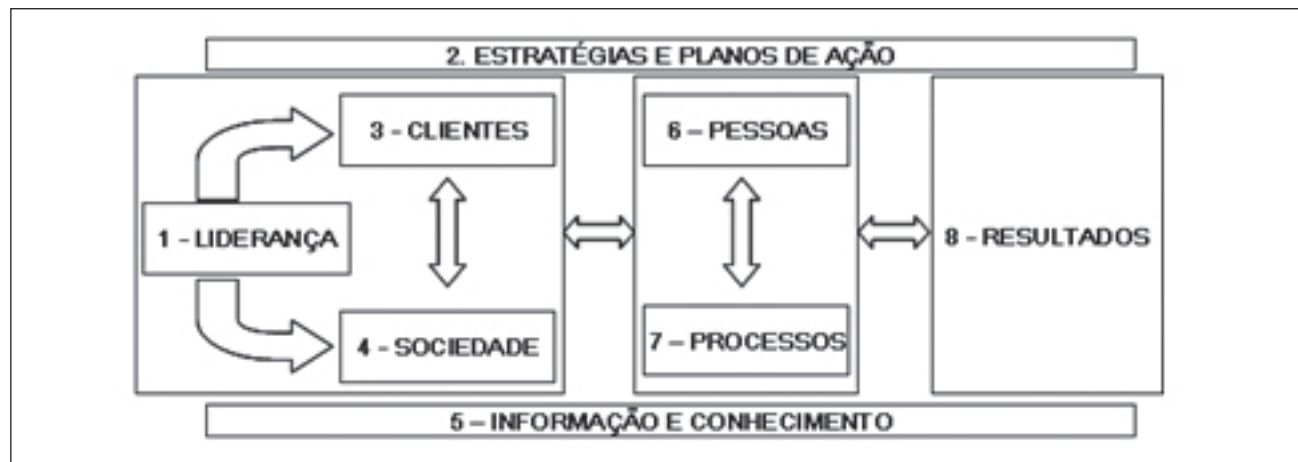 2. ESTRATÉGIAS E PLANOS DE AÇÃO
3 - CLIENTES
6 - PESSOAS
1 - LIDERANÇA
8 - RESULTADOS
4 - SOCIEDADE
7 – PROCESSOS
5 – INFORMAÇÃO E CONHECIMENTO